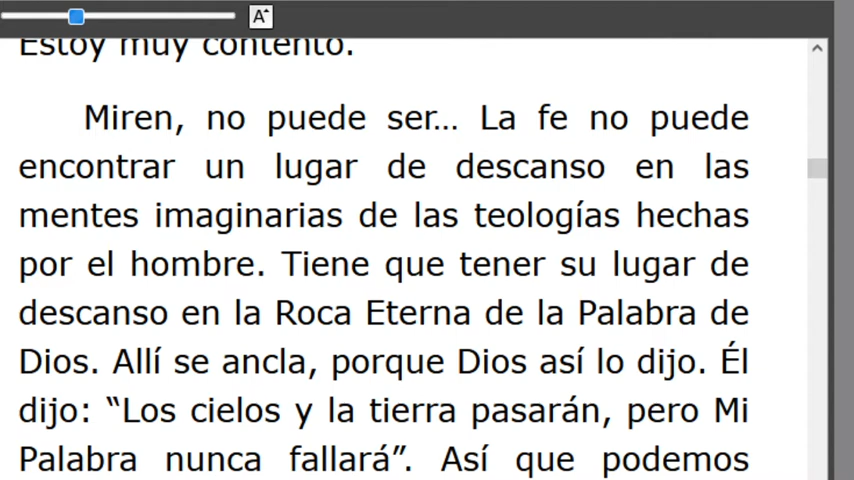 A
Estoy muy contento.
Miren, no puede ser... La fe no puede
encontrar un lugar de descanso en las
mentes imaginarias de las teologías hechas
por el hombre. Tiene que tener su lugar de
descanso en la Roca Eterna de la Palabra de
Dios. Allí se ancla, porque Dios así lo dijo. Él
dijo: “Los cielos y la tierra pasarán, pero Mi
Palabra nunca fallará”. Así que podemos